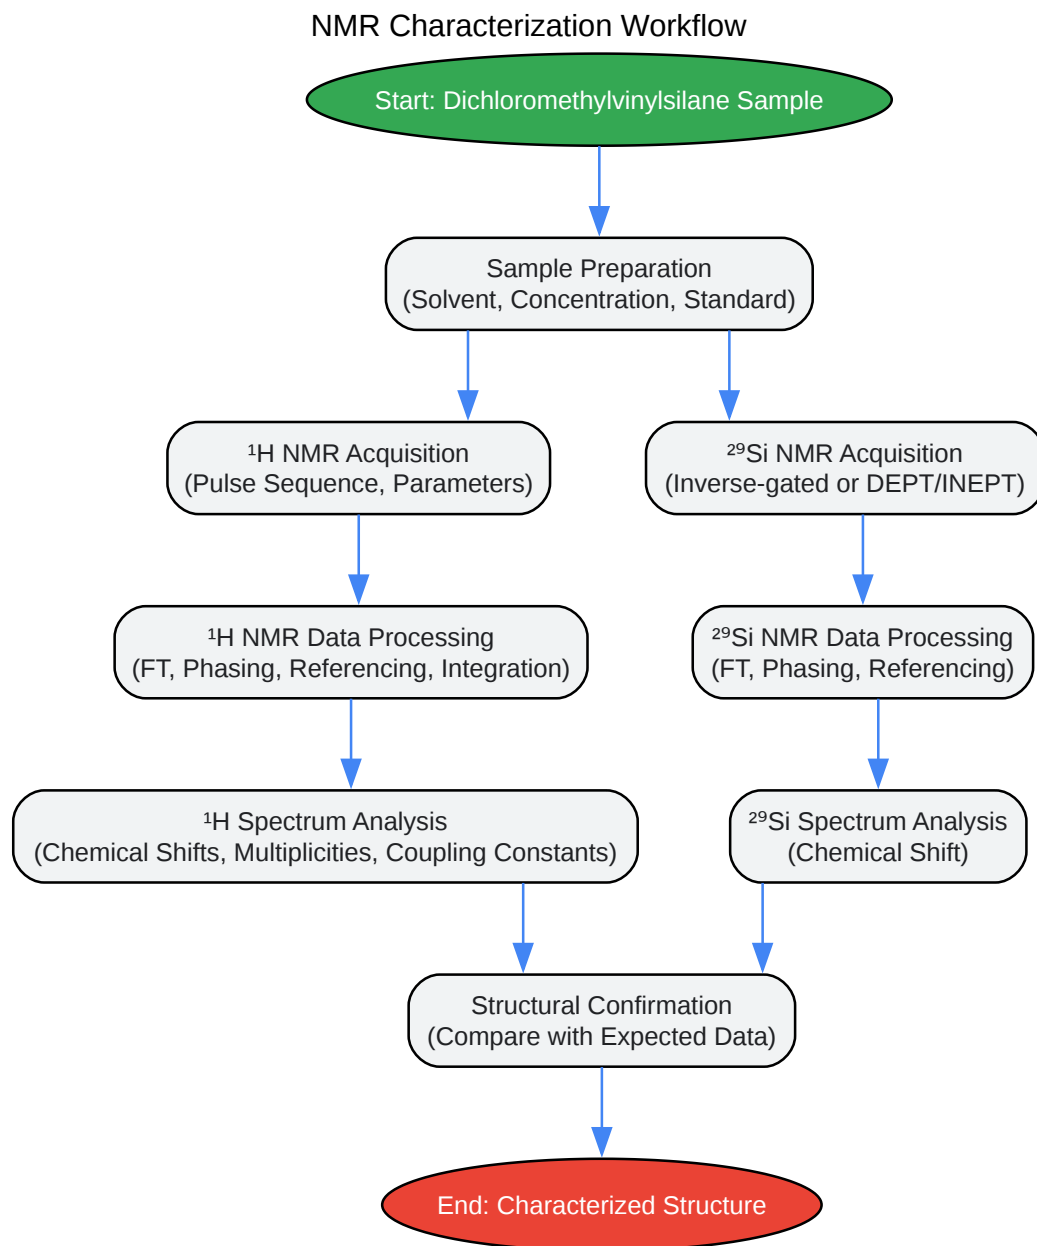 NMR Characterization Workflow
Start: Dichloromethylvinylsilane Sample
Sample Preparation
(Solvent, Concentration, Standard)
¹H NMR Acquisition
(Pulse Sequence, Parameters)
²⁹Si NMR Acquisition
(Inverse-gated or DEPT/INEPT)
¹H NMR Data Processing
(FT, Phasing, Referencing, Integration)
²⁹Si NMR Data Processing
(FT, Phasing, Referencing)
¹H Spectrum Analysis
(Chemical Shifts, Multiplicities, Coupling Constants)
²⁹Si Spectrum Analysis
(Chemical Shift)
Structural Confirmation
(Compare with Expected Data)
End: Characterized Structure